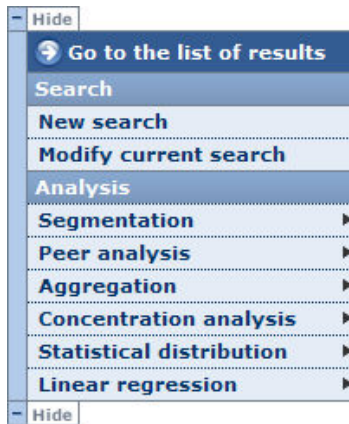 Hide
Go to the list of results
Search
New search
Modify current search
Analysis
Segmentation
Peer analysis
Aggregation
Concentration analysis
Statistical distribution
Linear regression
Hide